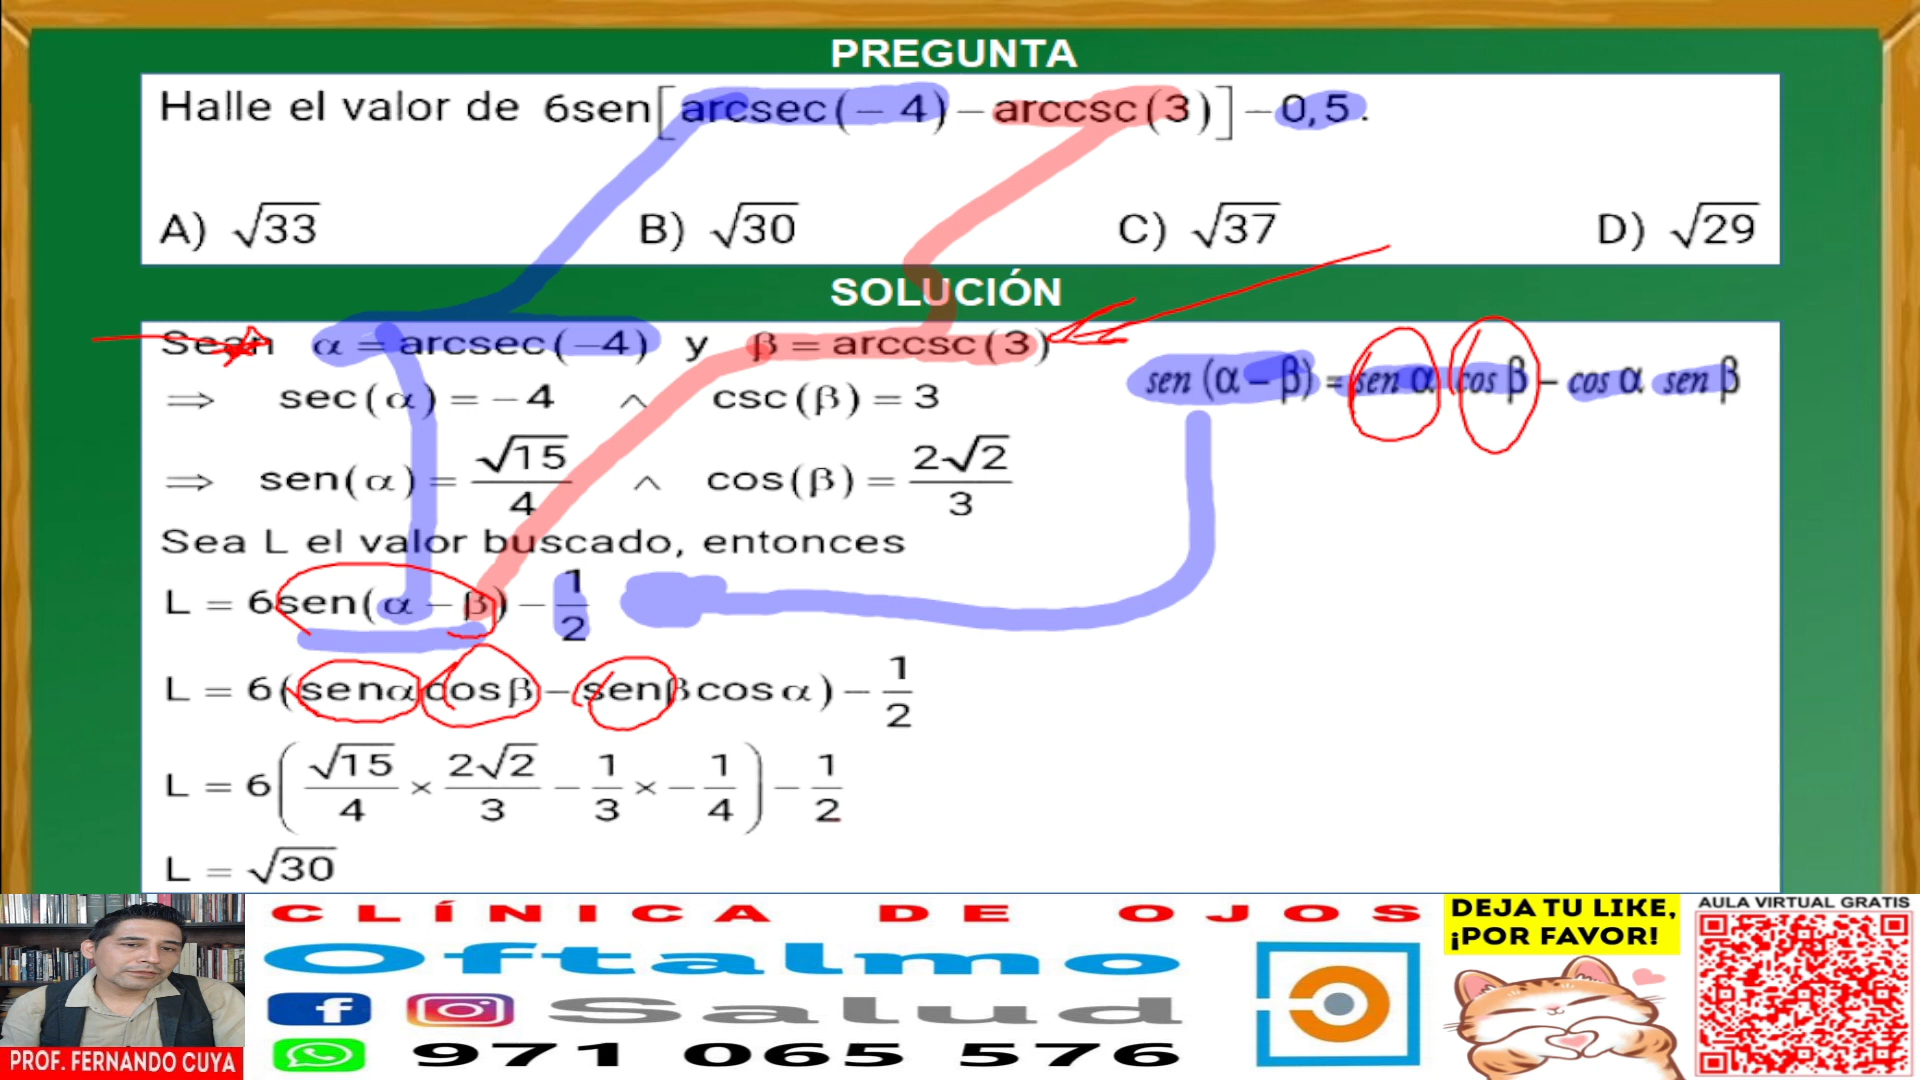 PREGUNTA
Halle el valor de 6sen[arcsec(−4)−arccsc(3)]−0,5.
A) √33 B) √30 C) √37 D) √29
SOLUCIÓN
Sean α = arcsec(−4) y β = arccsc(3)
⇒ sec(α) = −4 ∧ csc(β) = 3
sen (α − β) = sen α cos β − cos α sen β
⇒ sen(α) = √15/4 ∧ cos(β) = 2√2/3
Sea L el valor buscado, entonces
L = 6sen(α − β) − 1/2
L = 6(senα cosβ − senβ cosα) − 1/2
L = 6(√15/4 × 2√2/3 − 1/3 × −1/4) − 1/2
L = √30
CLÍNICA DE OJOS
Oftalmo
Salud
971 065 576
PROF. FERNANDO CUYA
DEJA TU LIKE,
¡POR FAVOR!
AULA VIRTUAL GRATIS